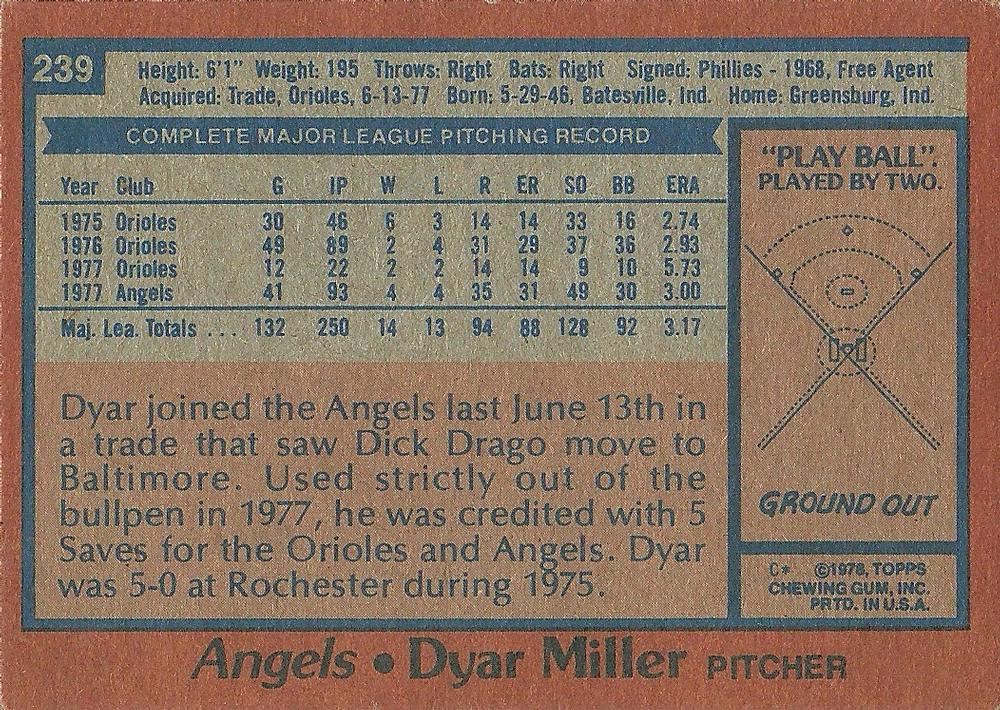 239
Height: 6'1" Weight: 195 Throws: Right Bats: Right Signed: Phillies - 1968, Free Agent
Acquired: Trade, Orioles, 6-13-77 Born: 5-29-46, Batesville, Ind. Home: Greensburg, Ind.
COMPLETE MAJOR LEAGUE PITCHING RECORD
Year Club G IP W L R ER SO BB ERA
1975 Orioles 30 46 6 3 14 14 33 16 2.74
1976 Orioles 49 89 2 4 31 29 37 36 2.93
1977 Orioles 12 22 2 2 14 14 9 10 5.73
1977 Angels 41 93 4 4 35 31 49 30 3.00
Maj. Lea. Totals . . . 132 250 14 13 94 88 128 92 3.17
Dyar joined the Angels last June 13th in
a trade that saw Dick Drago move to
Baltimore. Used strictly out of the
bullpen in 1977, he was credited with 5
Saves for the Orioles and Angels. Dyar
was 5-0 at Rochester during 1975.
"PLAY BALL".
PLAYED BY TWO.
GROUND OUT
C* ©1978, TOPPS
CHEWING GUM, INC.
PRTD. IN U.S.A.
Angels • Dyar Miller PITCHER